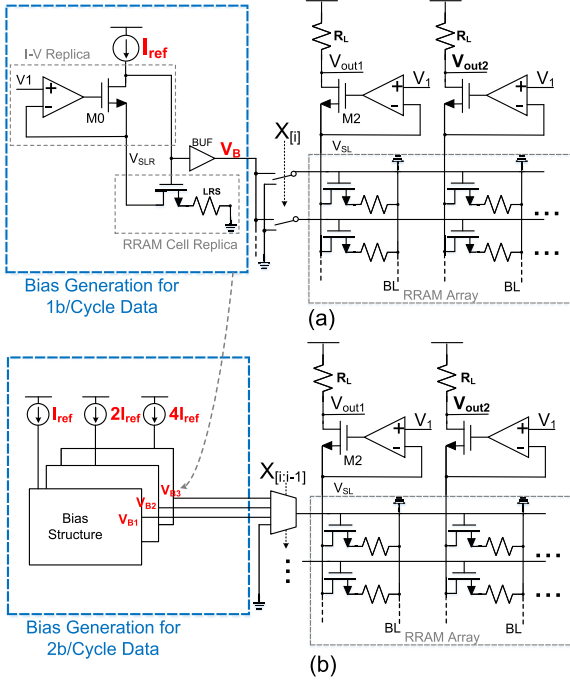 I-V Replica
Iref
V1
+
-
M0
VSLR
BUF
VB
LRS
RRAM Cell Replica
Bias Generation for
1b/Cycle Data
X[i]
RL
RL
Vout1
Vout2
V1
V1
+
-
+
-
M2
VSL
...
...
BL
BL
RRAM Array
(a)
Iref
2Iref
4Iref
VB3
VB2
VB1
Bias
Structure
Bias Generation for
2b/Cycle Data
X[i:i-1]
RL
RL
Vout1
Vout2
V1
V1
+
-
+
-
M2
VSL
...
...
BL
BL
RRAM Array
(b)